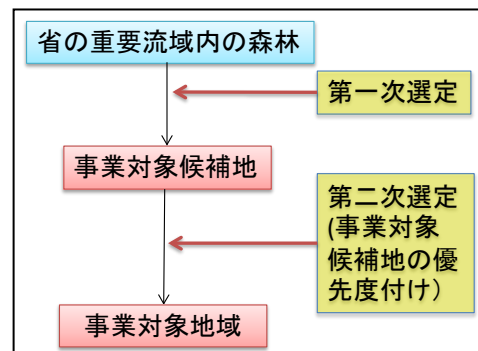 省の重要流域内の森林
第一次選定
事業対象候補地
第二次選定
(事業対象
候補地の優
先度付け）
事業対象地域